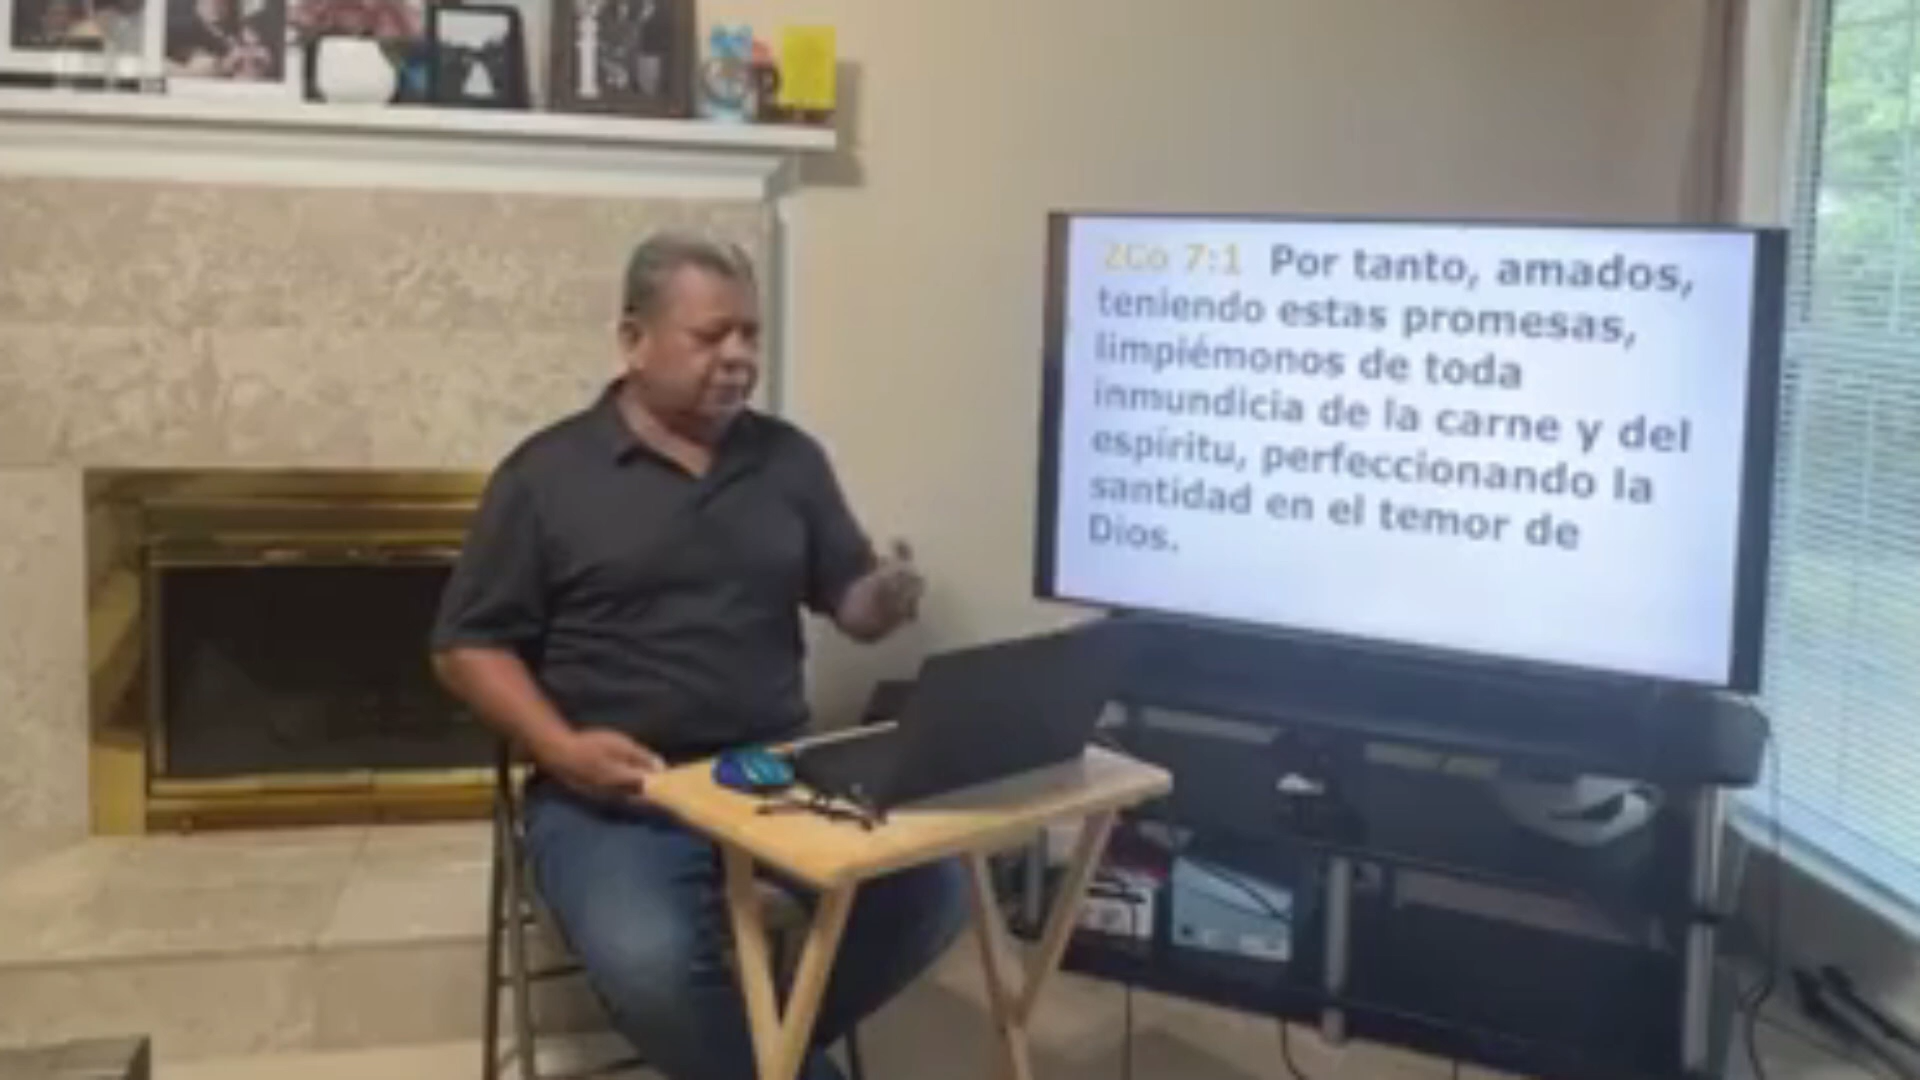 2Co 7:1 Por tanto, amados,
teniendo estas promesas,
limpiémonos de toda
inmundicia de la carne y del
espíritu, perfeccionando la
santidad en el temor de
Dios.